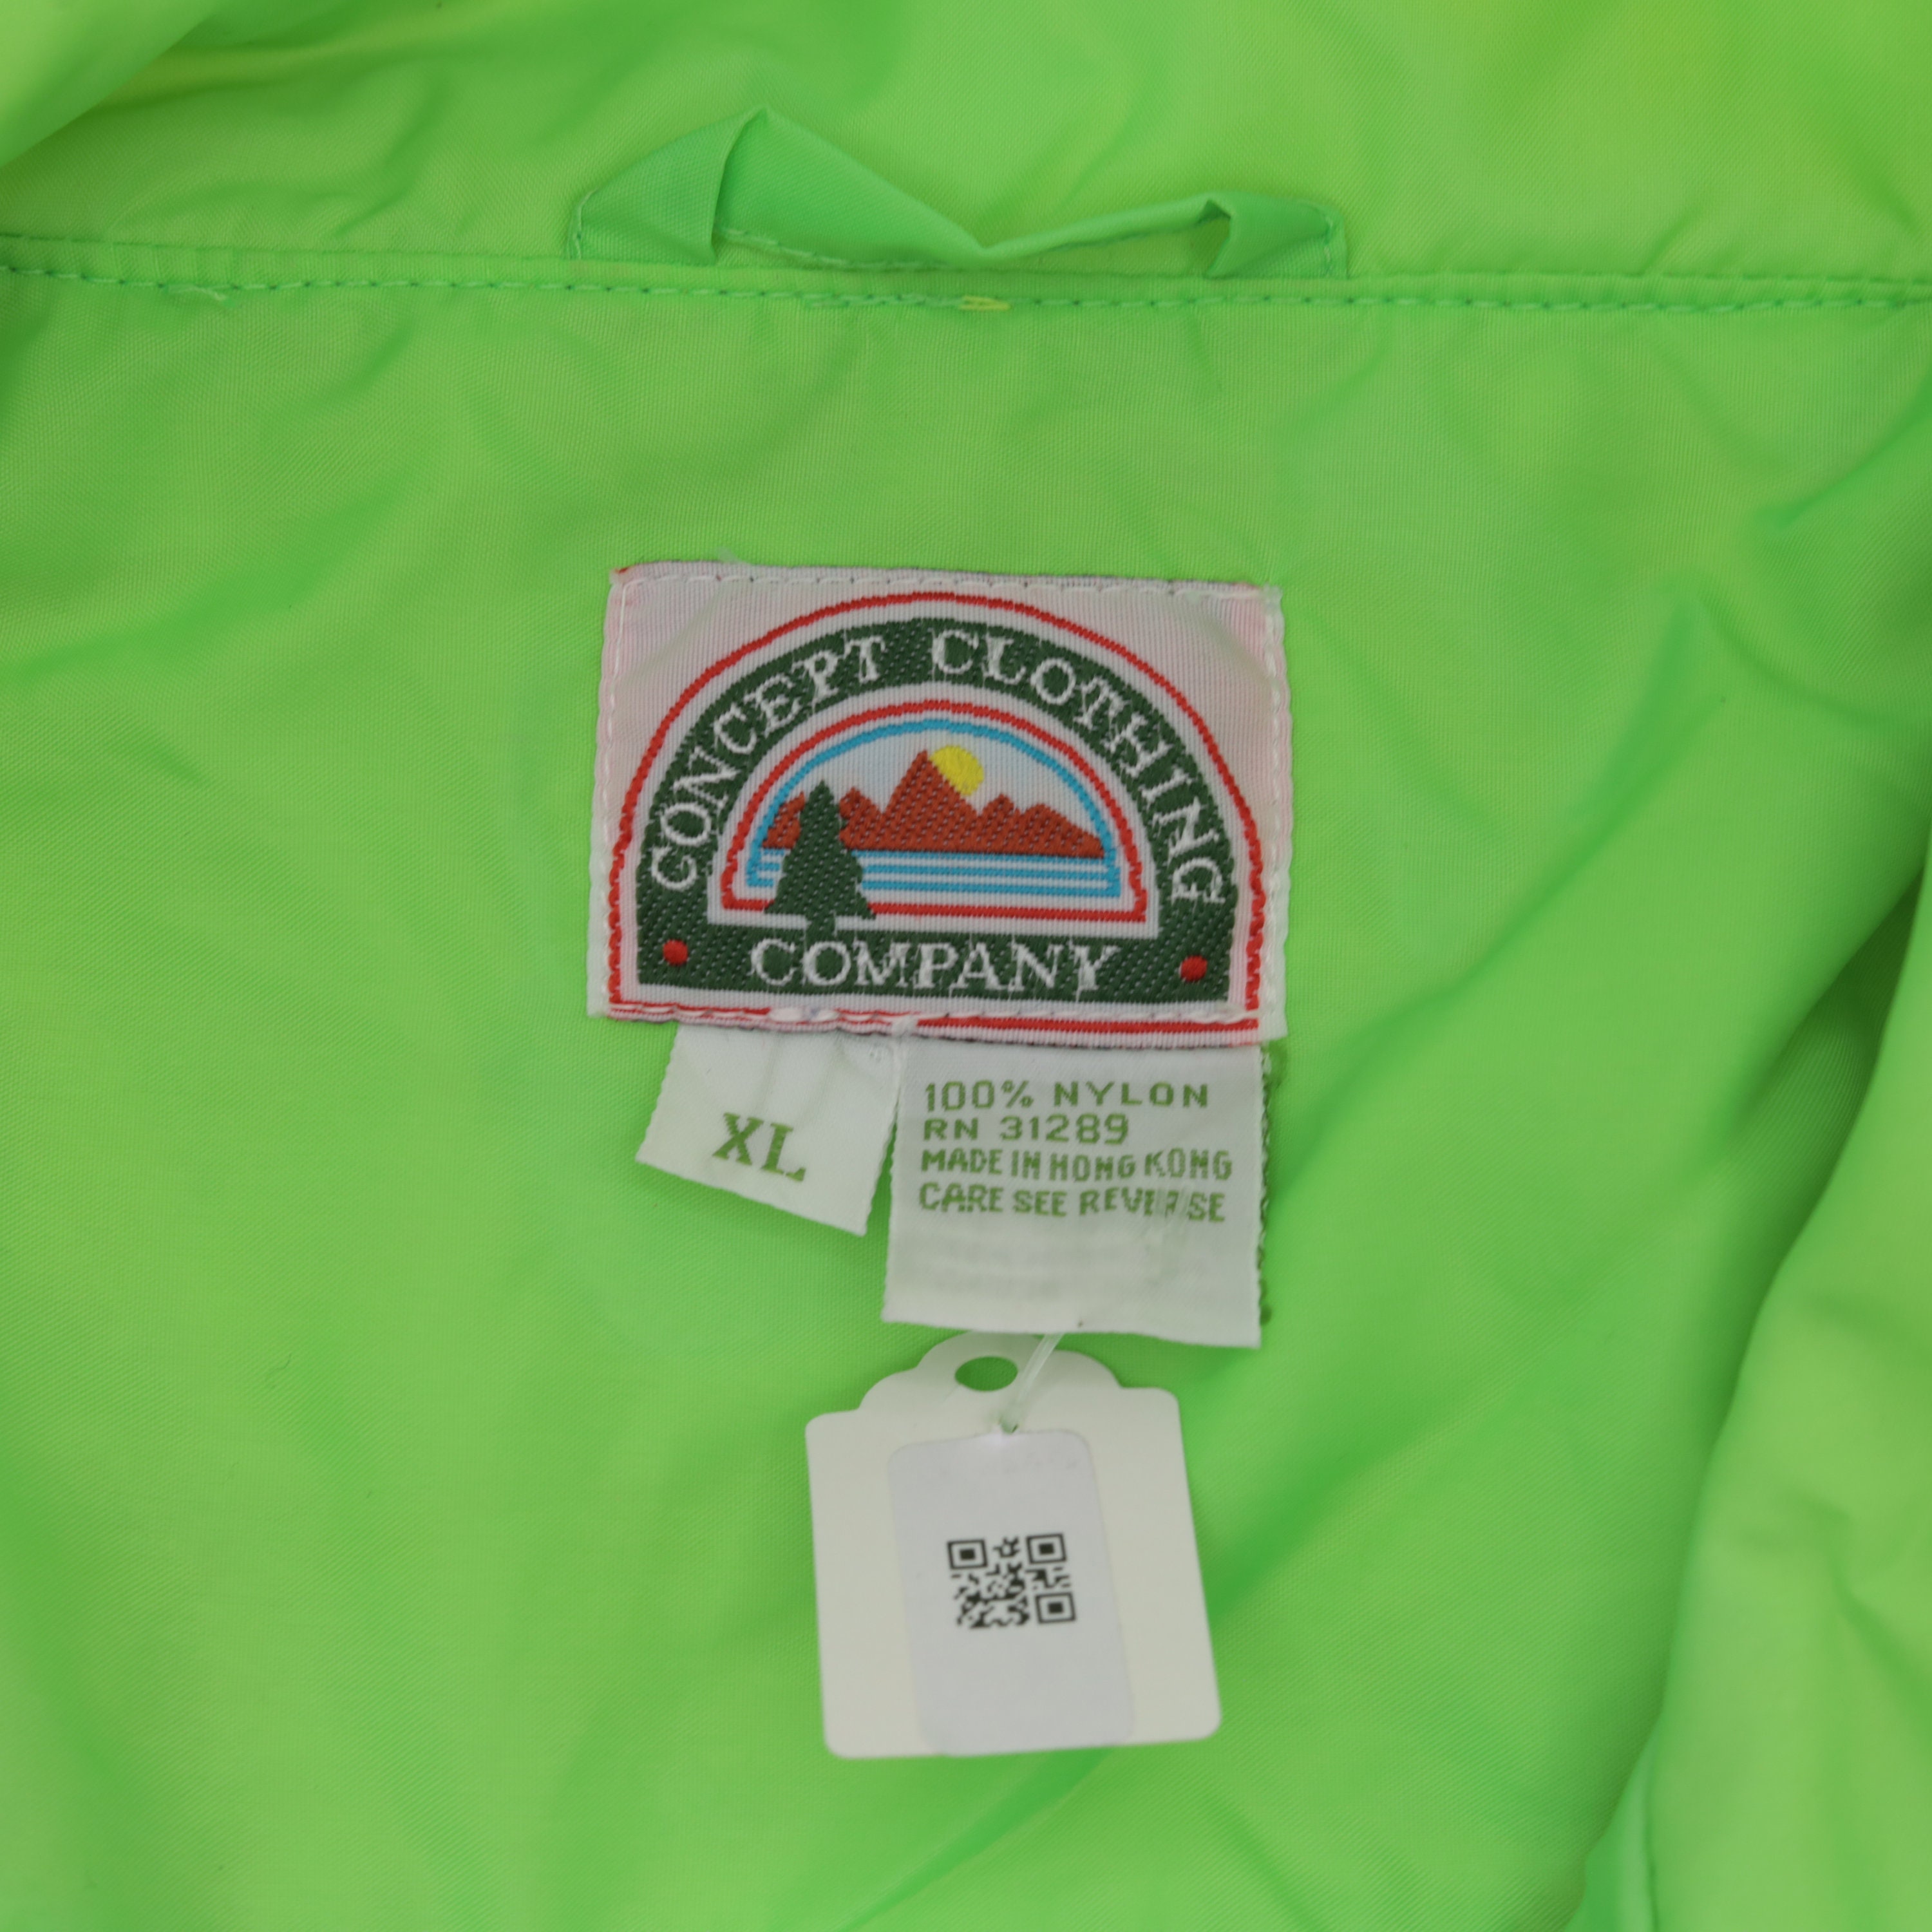 CONCEPT CLOTHING
COMPANY
XL
100% NYLON
RN 31289
MADE IN HONG KONG
CARE SEE REVERSE